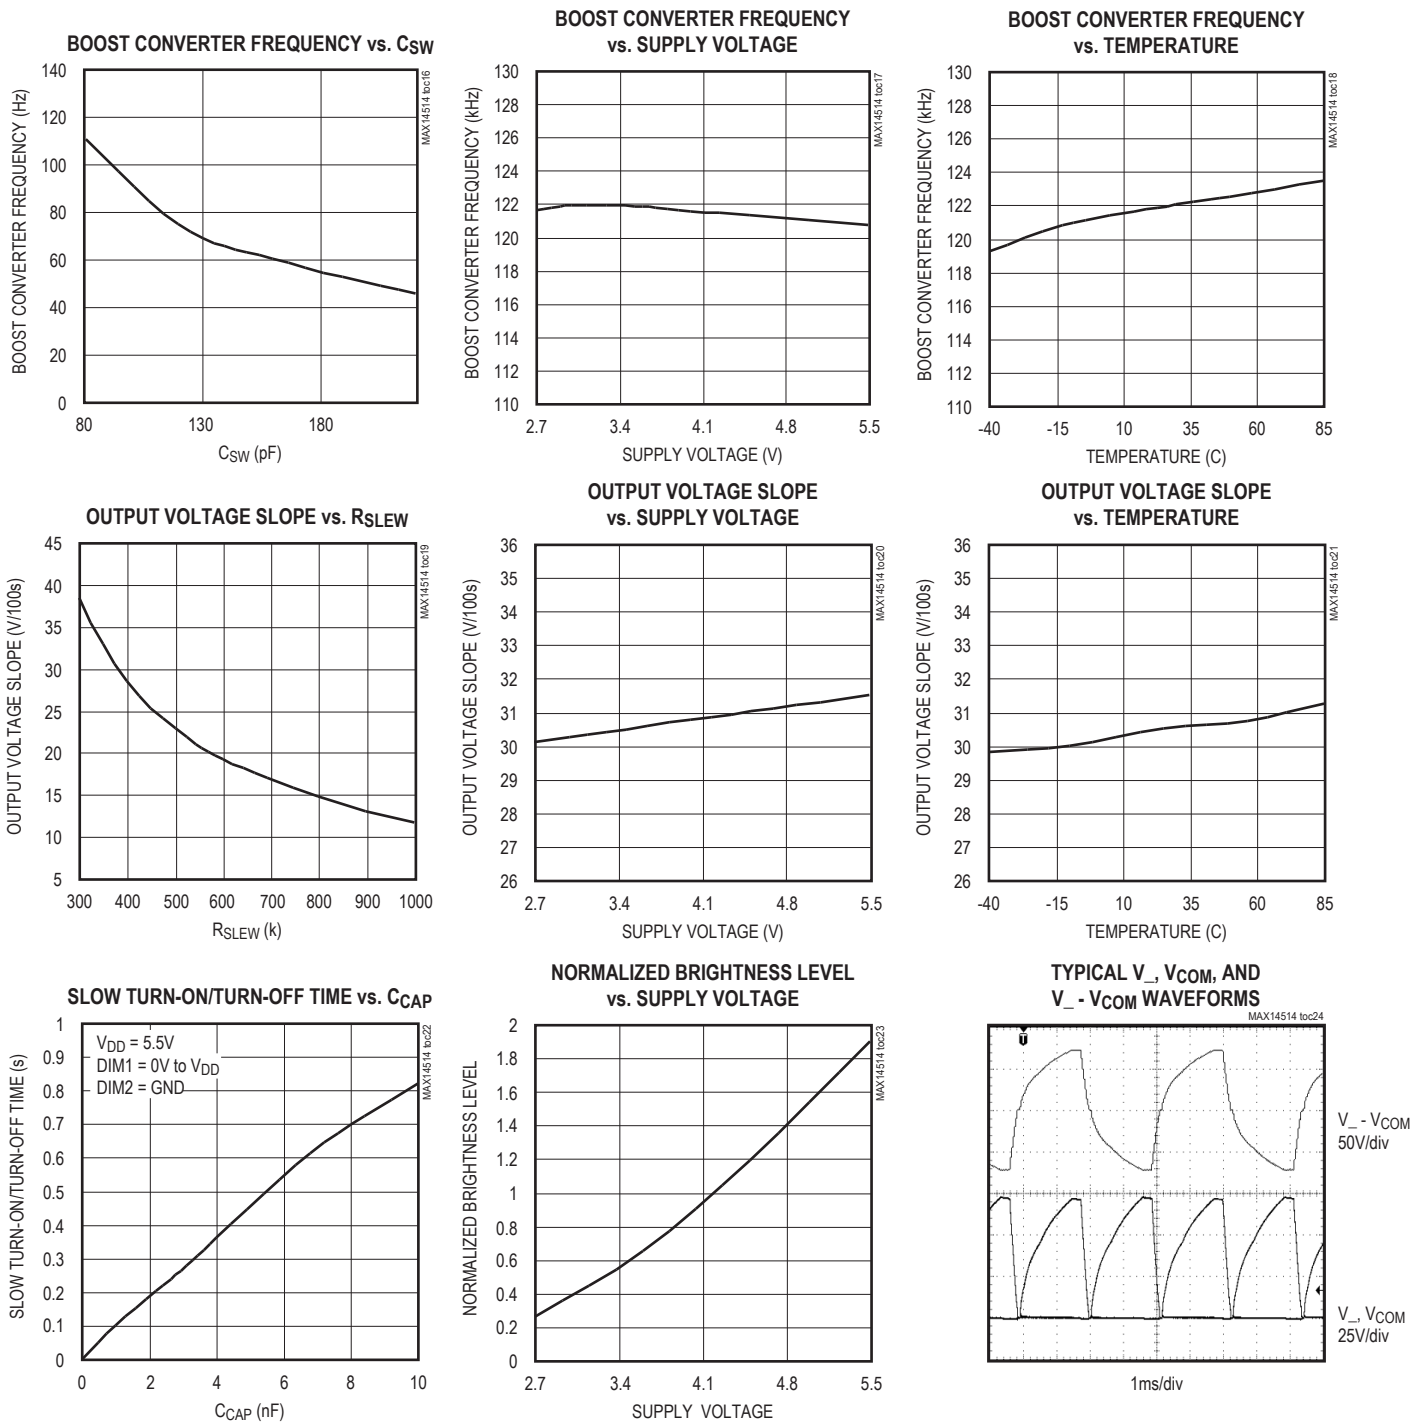 BOOST CONVERTER FREQUENCY vs. CSW
BOOST CONVERTER FREQUENCY (Hz)
140
120
100
80
60
40
20
0
80 130 180
CSW (pF)
MAX14514 toc16
BOOST CONVERTER FREQUENCY
vs. SUPPLY VOLTAGE
BOOST CONVERTER FREQUENCY (kHz)
130
128
126
124
122
120
118
116
114
112
110
2.7 3.4 4.1 4.8 5.5
SUPPLY VOLTAGE (V)
MAX14514 toc17
BOOST CONVERTER FREQUENCY
vs. TEMPERATURE
BOOST CONVERTER FREQUENCY (kHz)
130
128
126
124
122
120
118
116
114
112
110
-40 -15 10 35 60 85
TEMPERATURE (C)
MAX14514 toc18
OUTPUT VOLTAGE SLOPE vs. RSLEW
OUTPUT VOLTAGE SLOPE (V/100s)
45
40
35
30
25
20
15
10
5
300 400 500 600 700 800 900 1000
RSLEW (k)
MAX14514 toc19
OUTPUT VOLTAGE SLOPE
vs. SUPPLY VOLTAGE
OUTPUT VOLTAGE SLOPE (V/100s)
36
35
34
33
32
31
30
29
28
27
26
2.7 3.4 4.1 4.8 5.5
SUPPLY VOLTAGE (V)
MAX14514 toc20
OUTPUT VOLTAGE SLOPE
vs. TEMPERATURE
OUTPUT VOLTAGE SLOPE (V/100s)
36
35
34
33
32
31
30
29
28
27
26
-40 -15 10 35 60 85
TEMPERATURE (C)
MAX14514 toc21
SLOW TURN-ON/TURN-OFF TIME vs. CCAP
SLOW TURN-ON/TURN-OFF TIME (s)
1
0.9
0.8
0.7
0.6
0.5
0.4
0.3
0.2
0.1
0
VDD = 5.5V
DIM1 = 0V to VDD
DIM2 = GND
0 2 4 6 8 10
CCAP (nF)
MAX14514 toc22
NORMALIZED BRIGHTNESS LEVEL
vs. SUPPLY VOLTAGE
NORMALIZED BRIGHTNESS LEVEL
2
1.8
1.6
1.4
1.2
1
0.8
0.6
0.4
0.2
0
2.7 3.4 4.1 4.8 5.5
SUPPLY VOLTAGE
MAX14514 toc23
TYPICAL V_, VCOM, AND
V_ - VCOM WAVEFORMS
MAX14514 toc24
T
V_ - VCOM
50V/div
V_, VCOM
25V/div
1ms/div